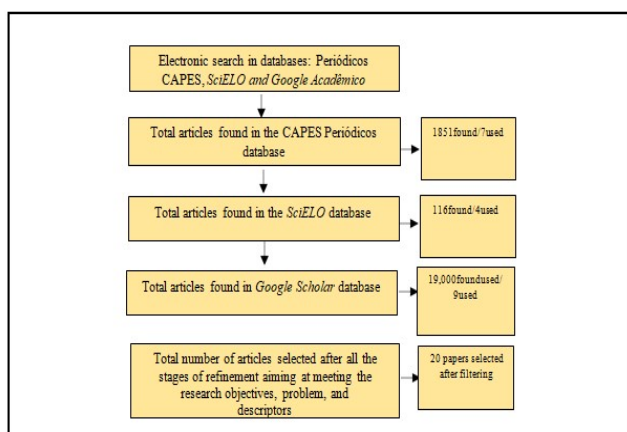 Electronic search in databases: Periódicos
CAPES, SciELO and Google Acadêmico
Total articles found in the CAPES Periódicos
database
1851found/7used
Total articles found in the SciELO database
116found/4used
Total articles found in Google Scholar database
19,000foundused/
9used
Total number of articles selected after all the
stages of refinement aiming at meeting the
research objectives, problem, and
descriptors
20 papers selected
after filtering